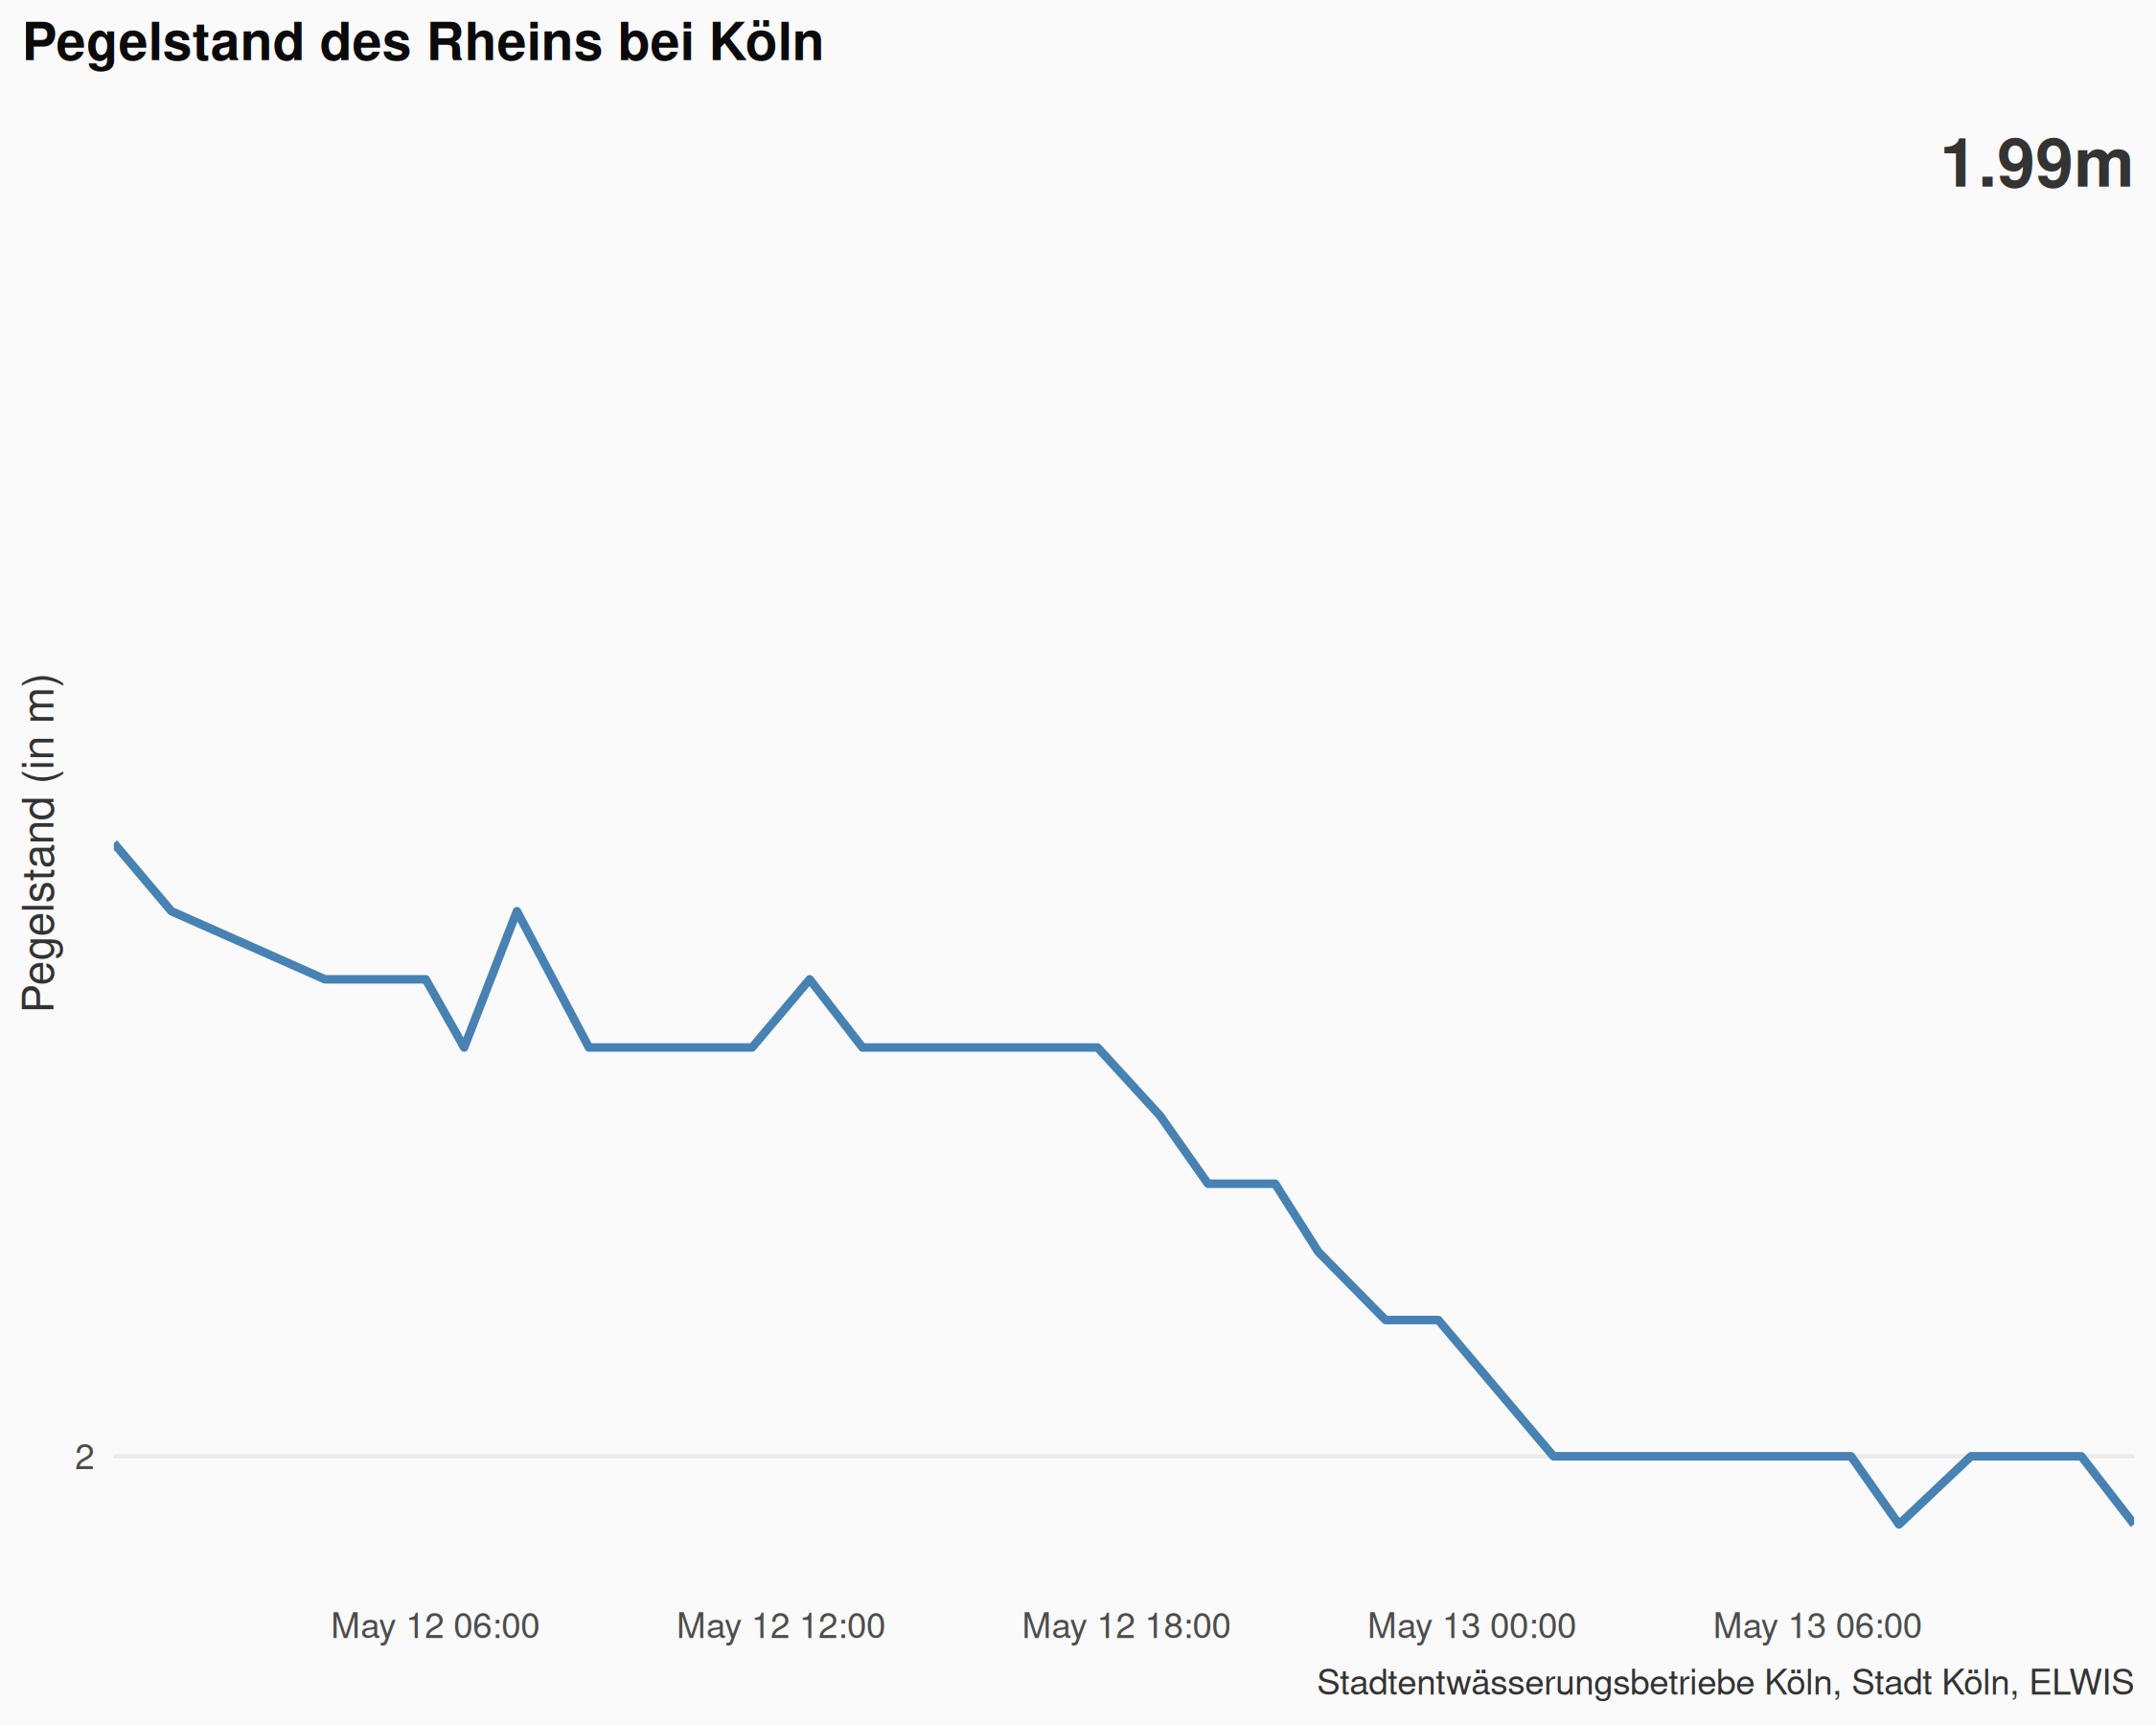 Pegelstand des Rheins bei Köln
1.99m
Pegelstand (in m)
2
May 12 06:00
May 12 12:00
May 12 18:00
May 13 00:00
May 13 06:00
Stadtentwässerungsbetriebe Köln, Stadt Köln, ELWIS